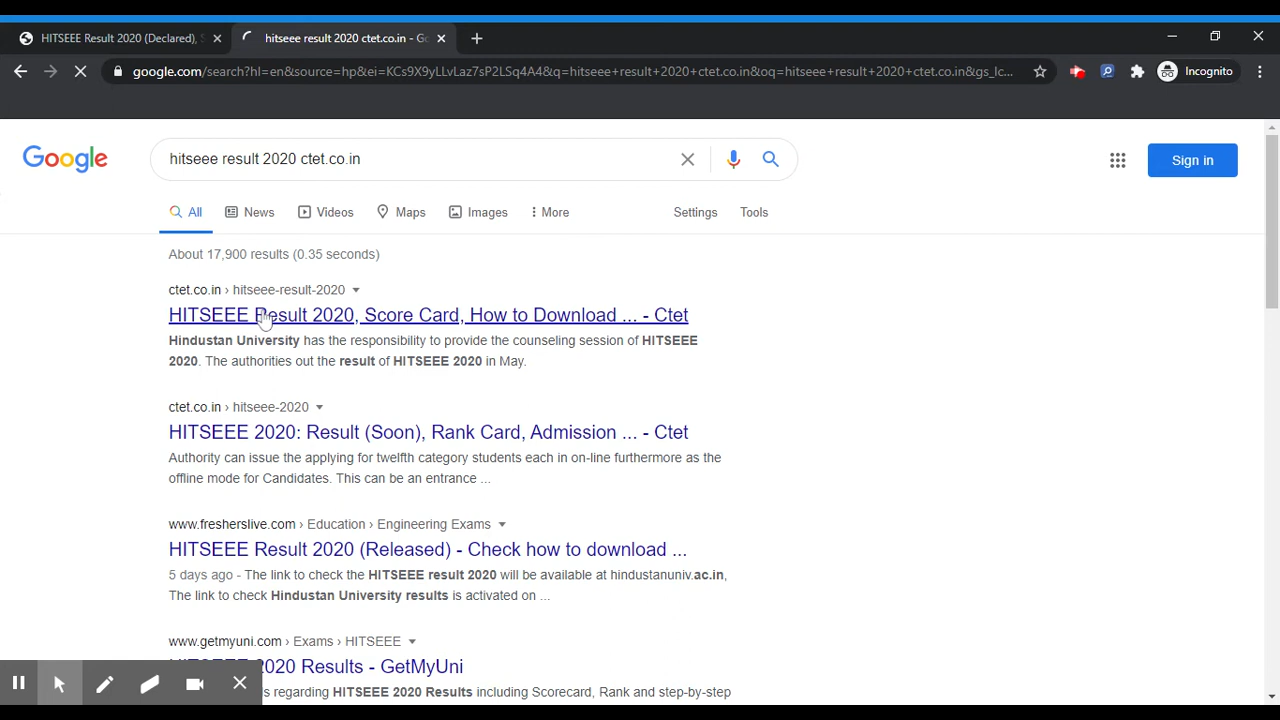 HITSEEE Result 2020 (Declared),
hitseee result 2020 ctet.co.in - Go
google.com/search?hl=en&source=hp&ei=KCs9X9yLLvLaz7sP2LSq4A4&q=hitseee+result+2020+ctet.co.in&oq=hitseee+result+2020+ctet.co.in&gs_lc...
Incognito
Google
hitseee result 2020 ctet.co.in
Sign in
All
News
Videos
Maps
Images
More
Settings
Tools
About 17,900 results (0.35 seconds)
ctet.co.in › hitseee-result-2020
HITSEEE Result 2020, Score Card, How to Download ... - Ctet
Hindustan University has the responsibility to provide the counseling session of HITSEEE
2020. The authorities out the result of HITSEEE 2020 in May.
ctet.co.in › hitseee-2020
HITSEEE 2020: Result (Soon), Rank Card, Admission ... - Ctet
Authority can issue the applying for twelfth category students each in on-line furthermore as the
offline mode for Candidates. This can be an entrance ...
www.fresherslive.com › Education › Engineering Exams
HITSEEE Result 2020 (Released) - Check how to download ...
5 days ago - The link to check the HITSEEE result 2020 will be available at hindustanuniv.ac.in,
The link to check Hindustan University results is activated on ...
www.getmyuni.com › Exams › HITSEEE
2020 Results - GetMyUni
regarding HITSEEE 2020 Results including Scorecard, Rank and step-by-step